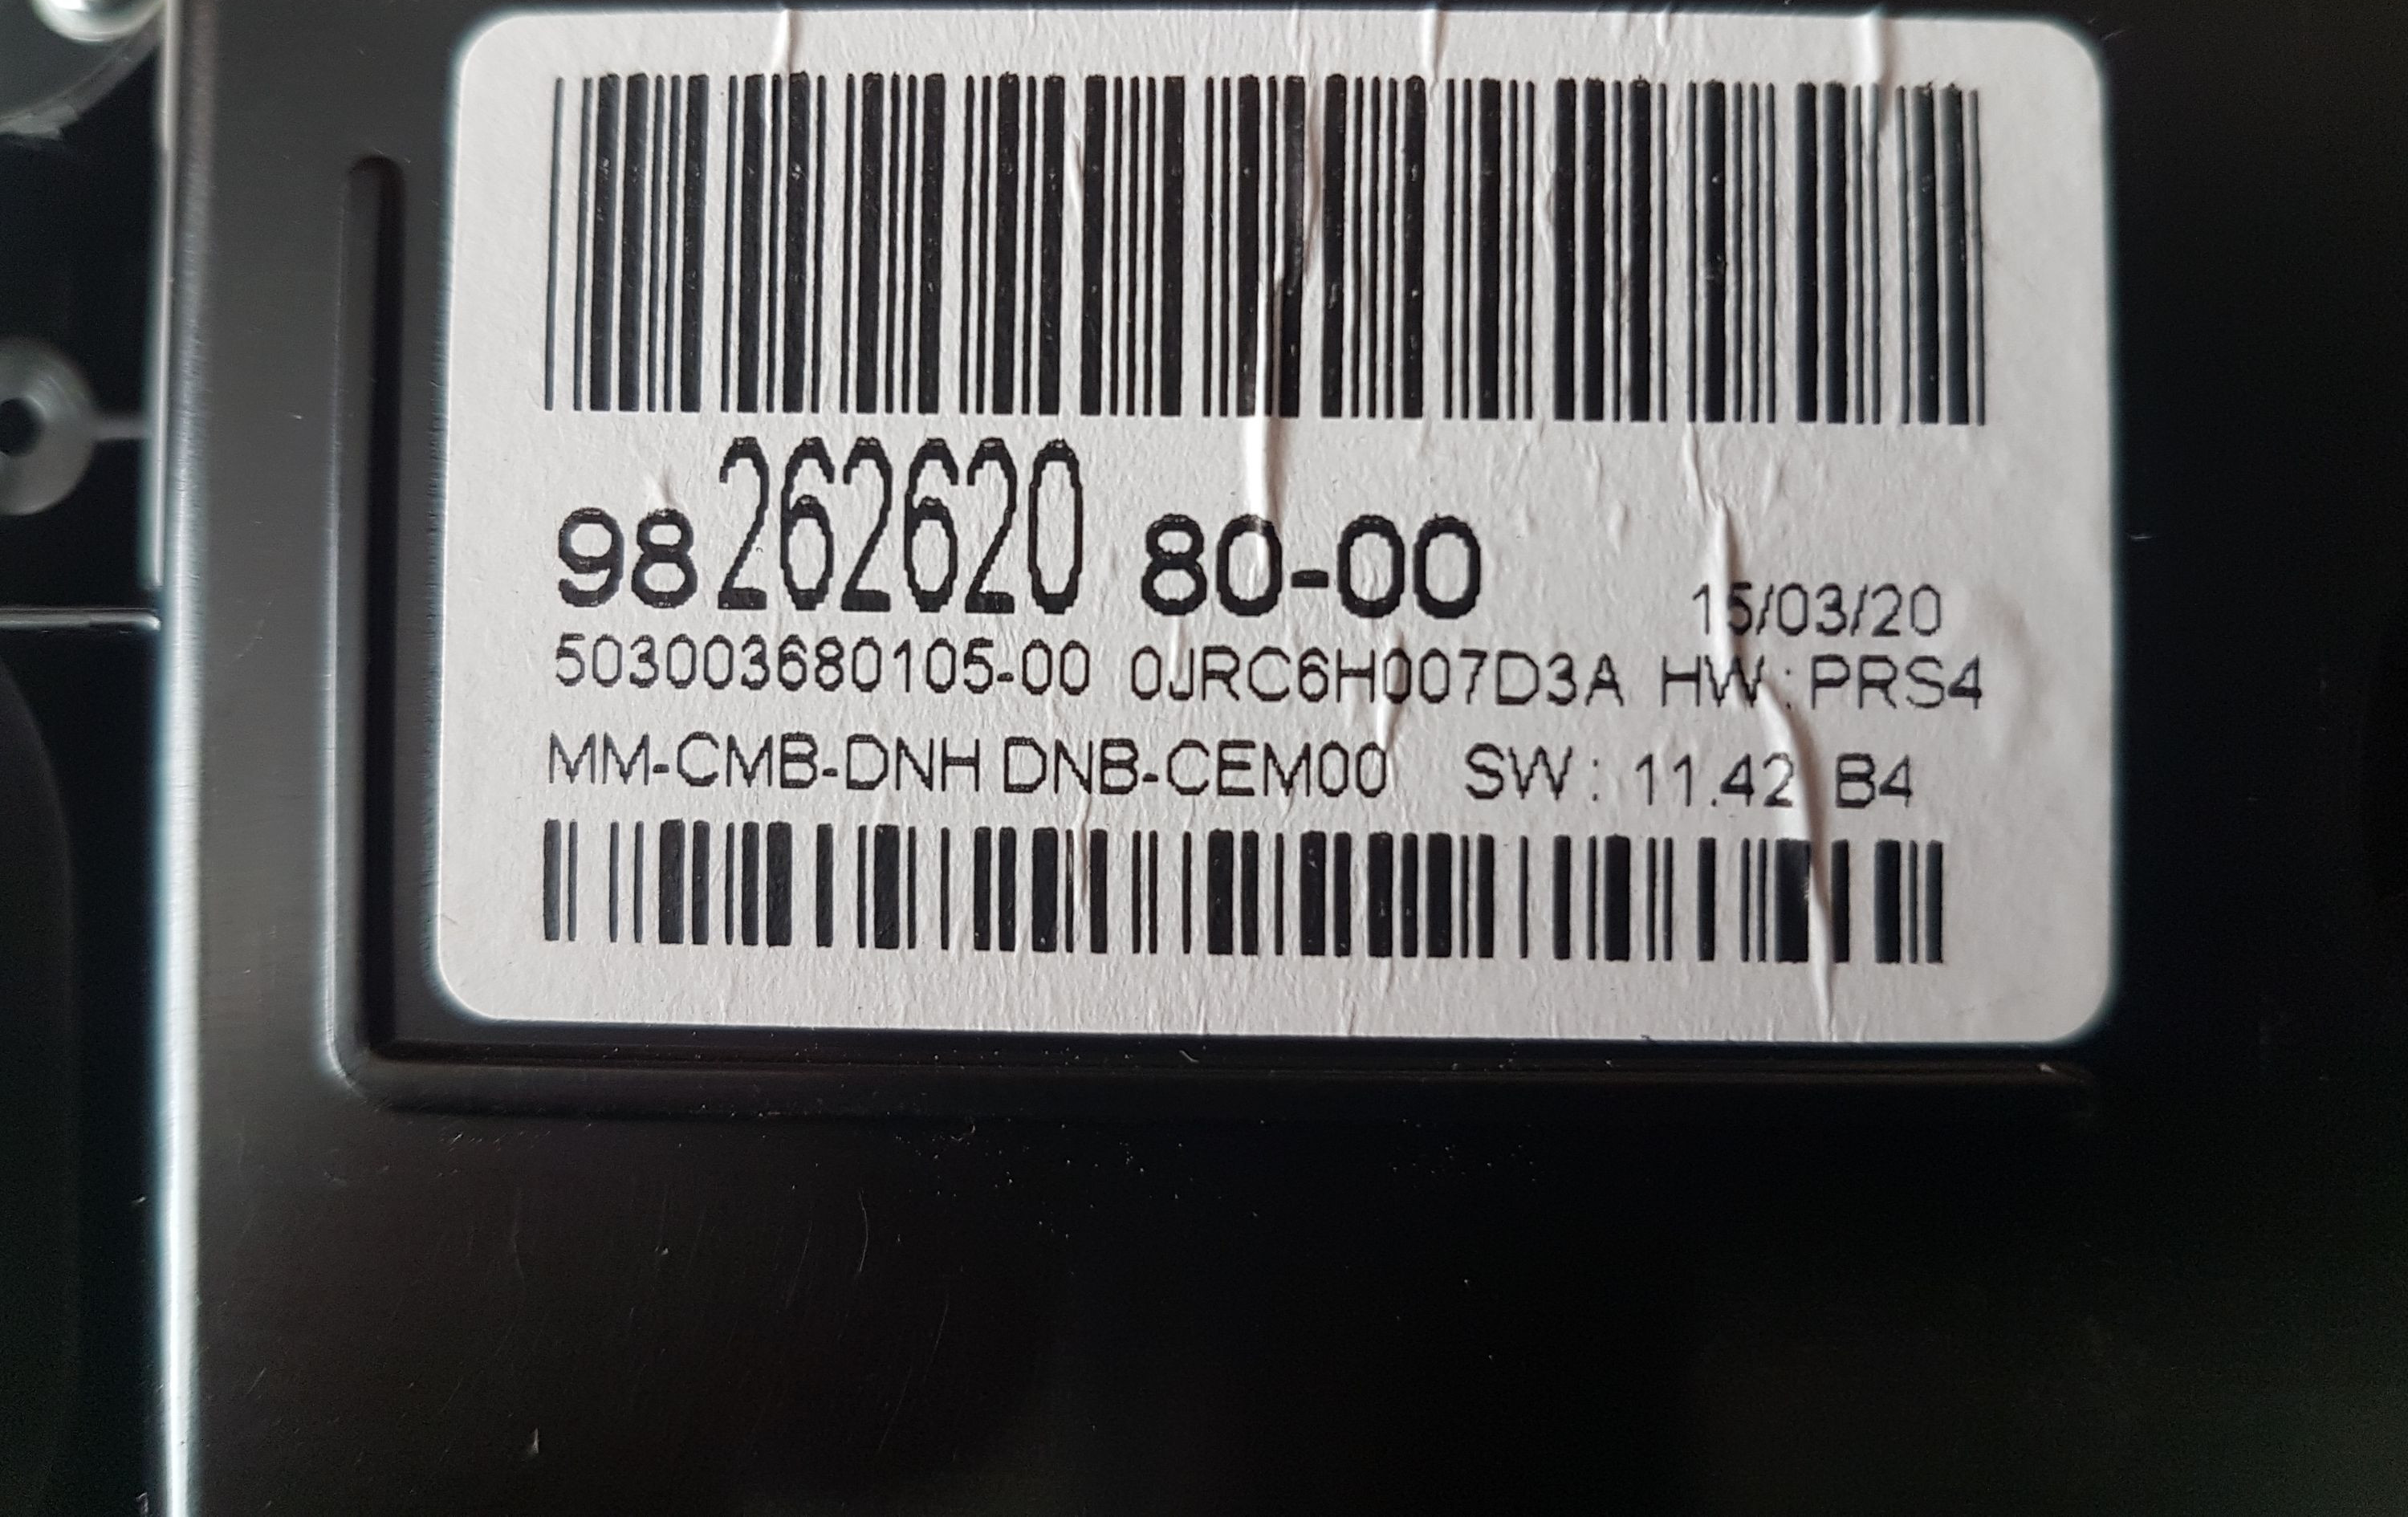 98 262620 80-00
15/03/20
503003680105-00 0JRC6H007D3A HW:PRS4
MM-CMB-DNH DNB-CEM00 SW: 11.42 B4